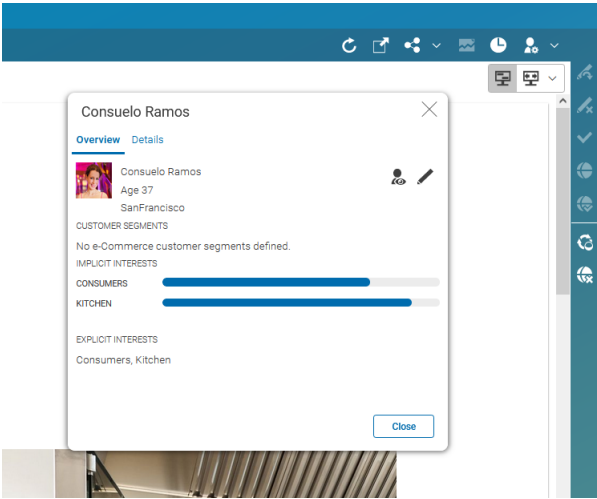 Consuelo Ramos
Overview Details
Consuelo Ramos
Age 37
SanFrancisco
CUSTOMER SEGMENTS
No e-Commerce customer segments defined.
IMPLICIT INTERESTS
CONSUMERS
KITCHEN
EXPLICIT INTERESTS
Consumers, Kitchen
Close